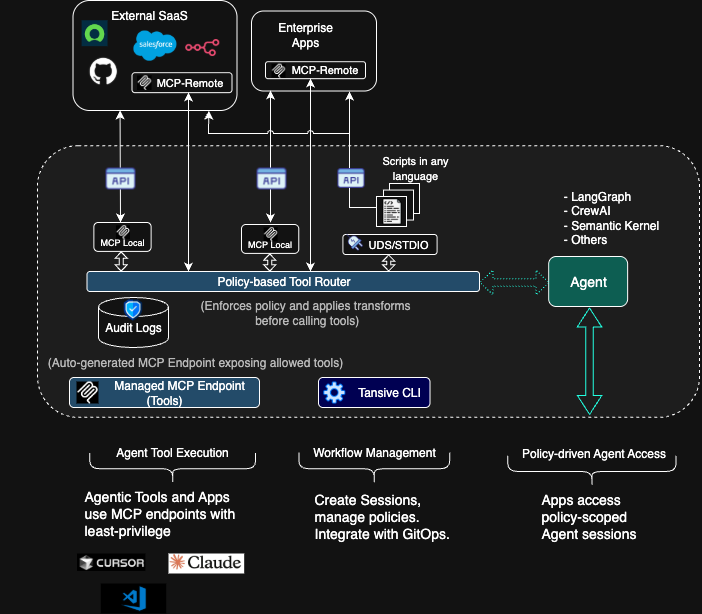 External SaaS
salesforce
MCP-Remote
Enterprise
Apps
MCP-Remote
API
API
API
Scripts in any
language
MCP Local
MCP Local
UDS/STDIO
- LangGraph
- CrewAI
- Semantic Kernel
- Others
Policy-based Tool Router
Agent
(Enforces policy and applies transforms
before calling tools)
Audit Logs
(Auto-generated MCP Endpoint exposing allowed tools)
Managed MCP Endpoint
(Tools)
Tansive CLI
Agent Tool Execution
Workflow Management
Policy-driven Agent Access
Agentic Tools and Apps
use MCP endpoints with
least-privilege
Create Sessions,
manage policies.
Integrate with GitOps.
Apps access
policy-scoped
Agent sessions
CURSOR
Claude